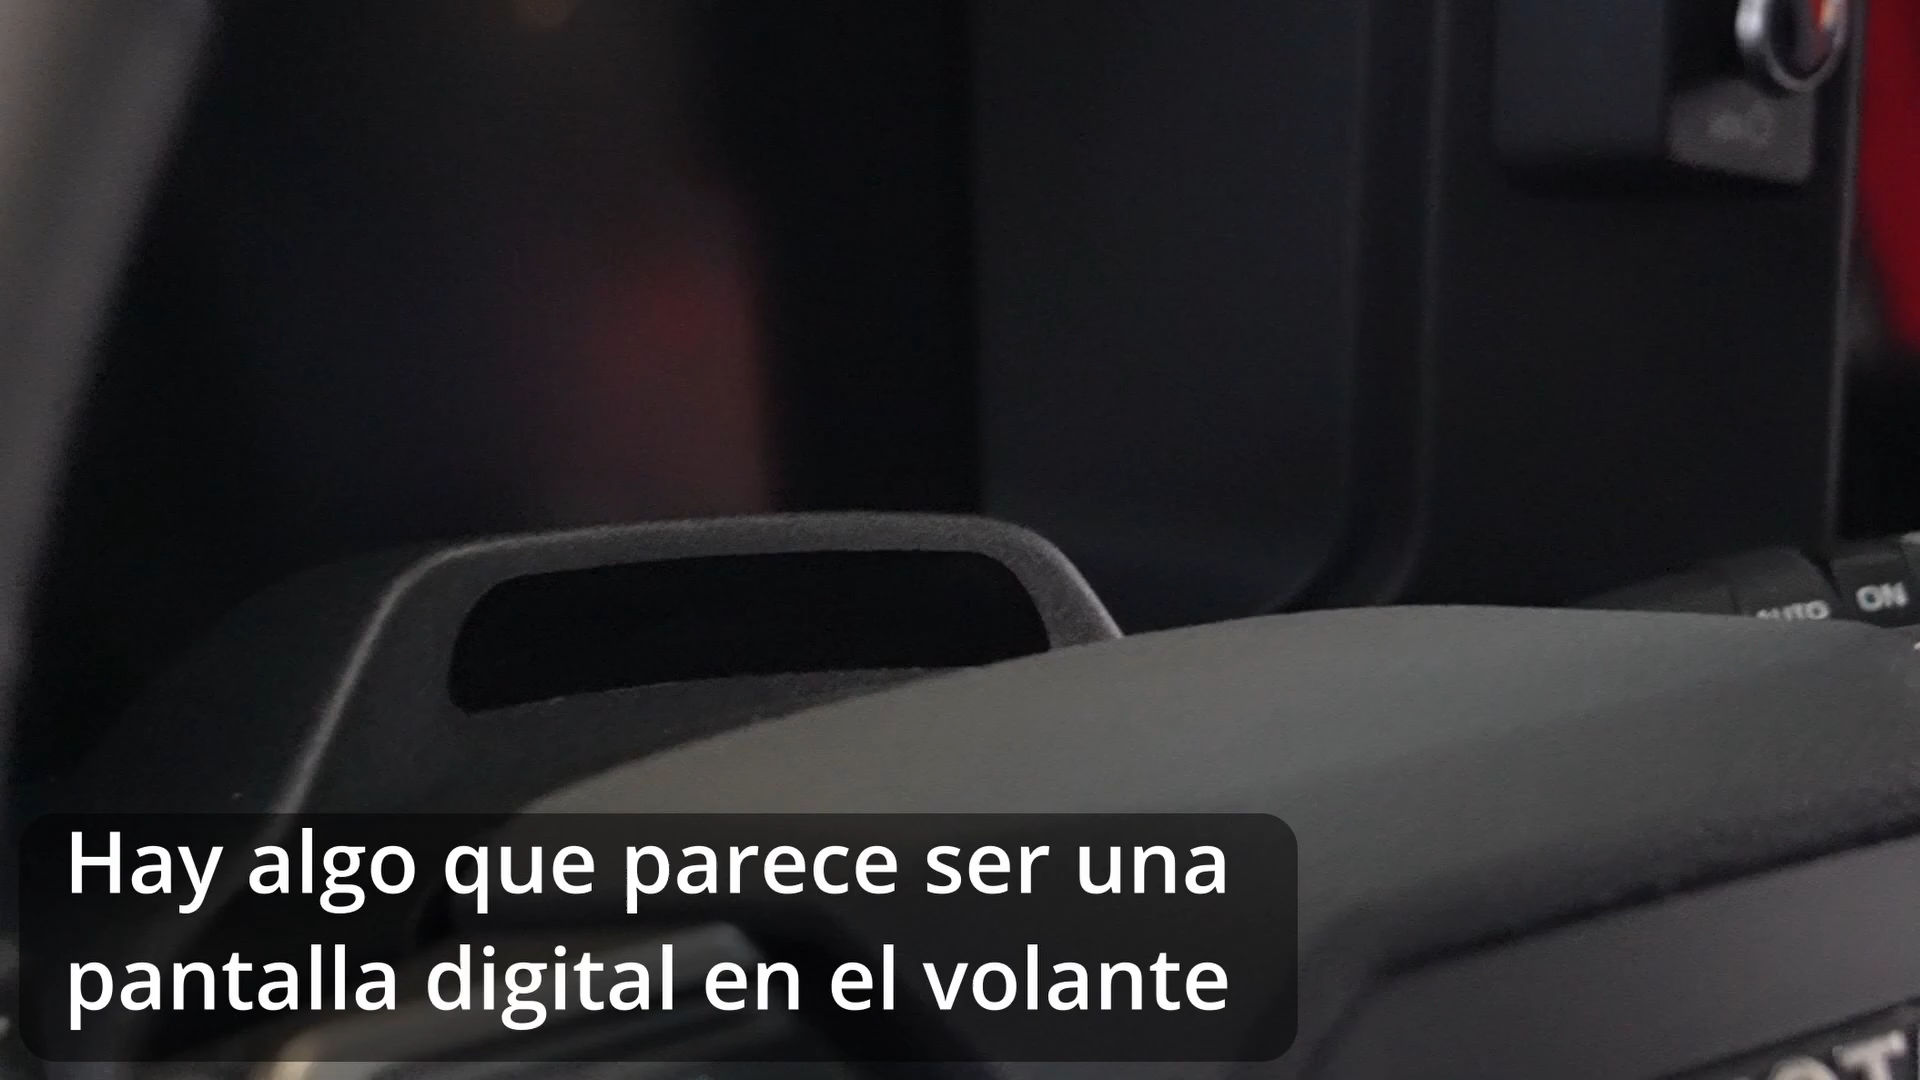 AUTO ON
Hay algo que parece ser una
pantalla digital en el volante